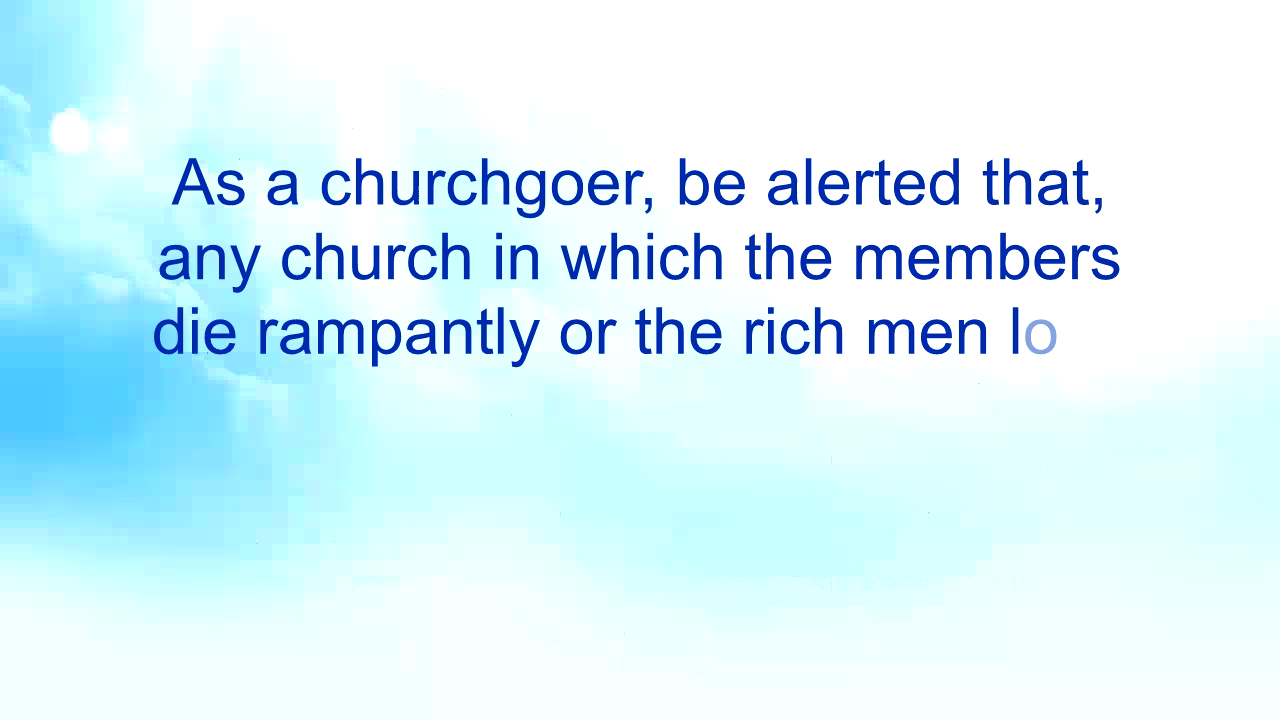 As a churchgoer, be alerted that,
any church in which the members
die rampantly or the rich men lo